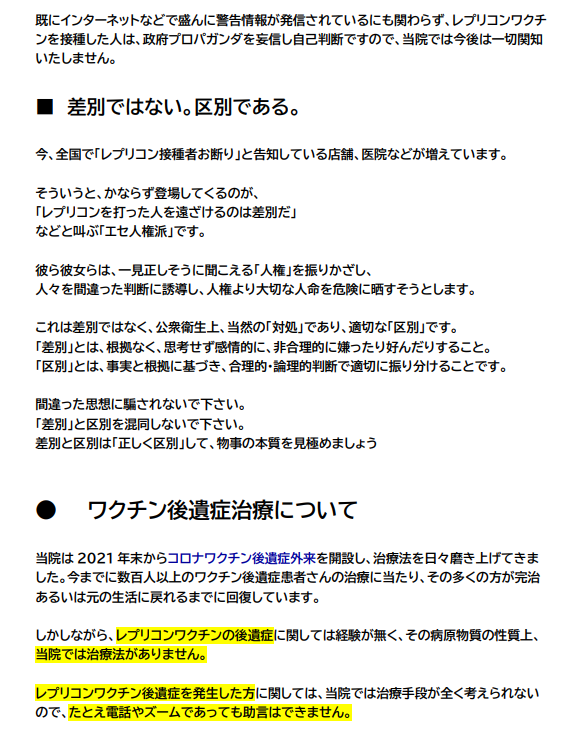 既にインターネットなどで盛んに警告情報が発信されているにも関わらず、レプリコンワクチ
ンを接種した人は、政府プロパガンダを妄信し自己判断ですので、当院では今後は一切関知
いたしません。
■ 差別ではない。区別である。
今、全国で「レプリコン接種者お断り」と告知している店舗、医院などが増えています。
そういうと、かならず登場してくるのが、
「レプリコンを打った人を遠ざけるのは差別だ」
などと叫ぶ「エセ人権派」です。
彼ら彼女らは、一見正しそうに聞こえる「人権」を振りかざし、
人々を間違った判断に誘導し、人権より大切な人命を危険に晒すそうとします。
これは差別ではなく、公衆衛生上、当然の「対処」であり、適切な「区別」です。
「差別」とは、根拠なく、思考せず感情的に、非合理的に嫌ったり好んだりすること。
「区別」とは、事実と根拠に基づき、合理的・論理的判断で適切に振り分けることです。
間違った思想に騙されないで下さい。
「差別」と区別を混同しないで下さい。
差別と区別は「正しく区別」して、物事の本質を見極めましょう
● ワクチン後遺症治療について
当院は 2021 年末からコロナワクチン後遺症外来を開設し、治療法を日々磨き上げてきま
した。今までに数百人以上のワクチン後遺症患者さんの治療に当たり、その多くの方が完治
あるいは元の生活に戻れるまでに回復しています。
しかしながら、レプリコンワクチンの後遺症に関しては経験が無く、その病原物質の性質上、
当院では治療法がありません。
レプリコンワクチン後遺症を発生した方に関しては、当院では治療手段が全く考えられない
ので、たとえ電話やズームであっても助言はできません。